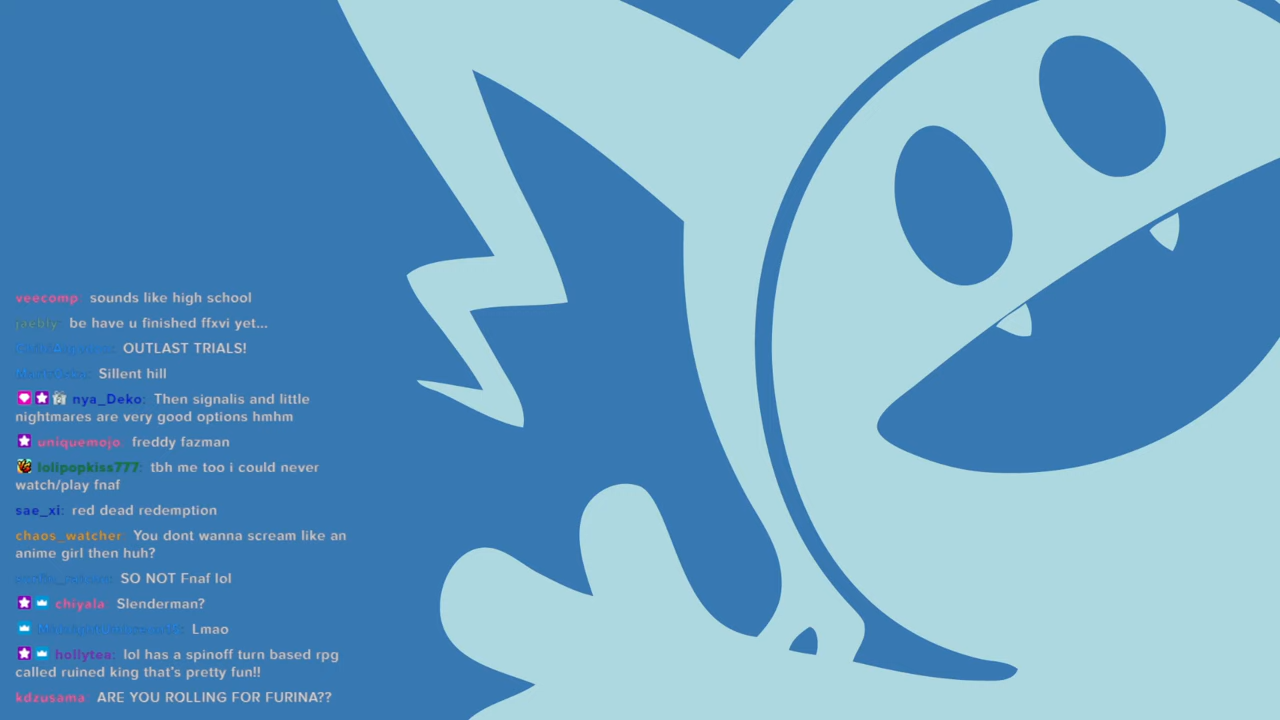 veecomp: sounds like high school
jaebly: be have u finished ffxvi yet...
OUTLAST TRIALS!
Sillent hill
nya_Deko: Then signalis and little
nightmares are very good options hmhm
uniquemojo: freddy fazman
lolipopkiss777: tbh me too i could never
watch/play fnaf
sae_xi: red dead redemption
chaos_watcher: You dont wanna scream like an
anime girl then huh?
SO NOT Fnaf lol
chiyala: Slenderman?
Lmao
hollytea: lol has a spinoff turn based rpg
called ruined king that's pretty fun!!
kdzusama: ARE YOU ROLLING FOR FURINA??